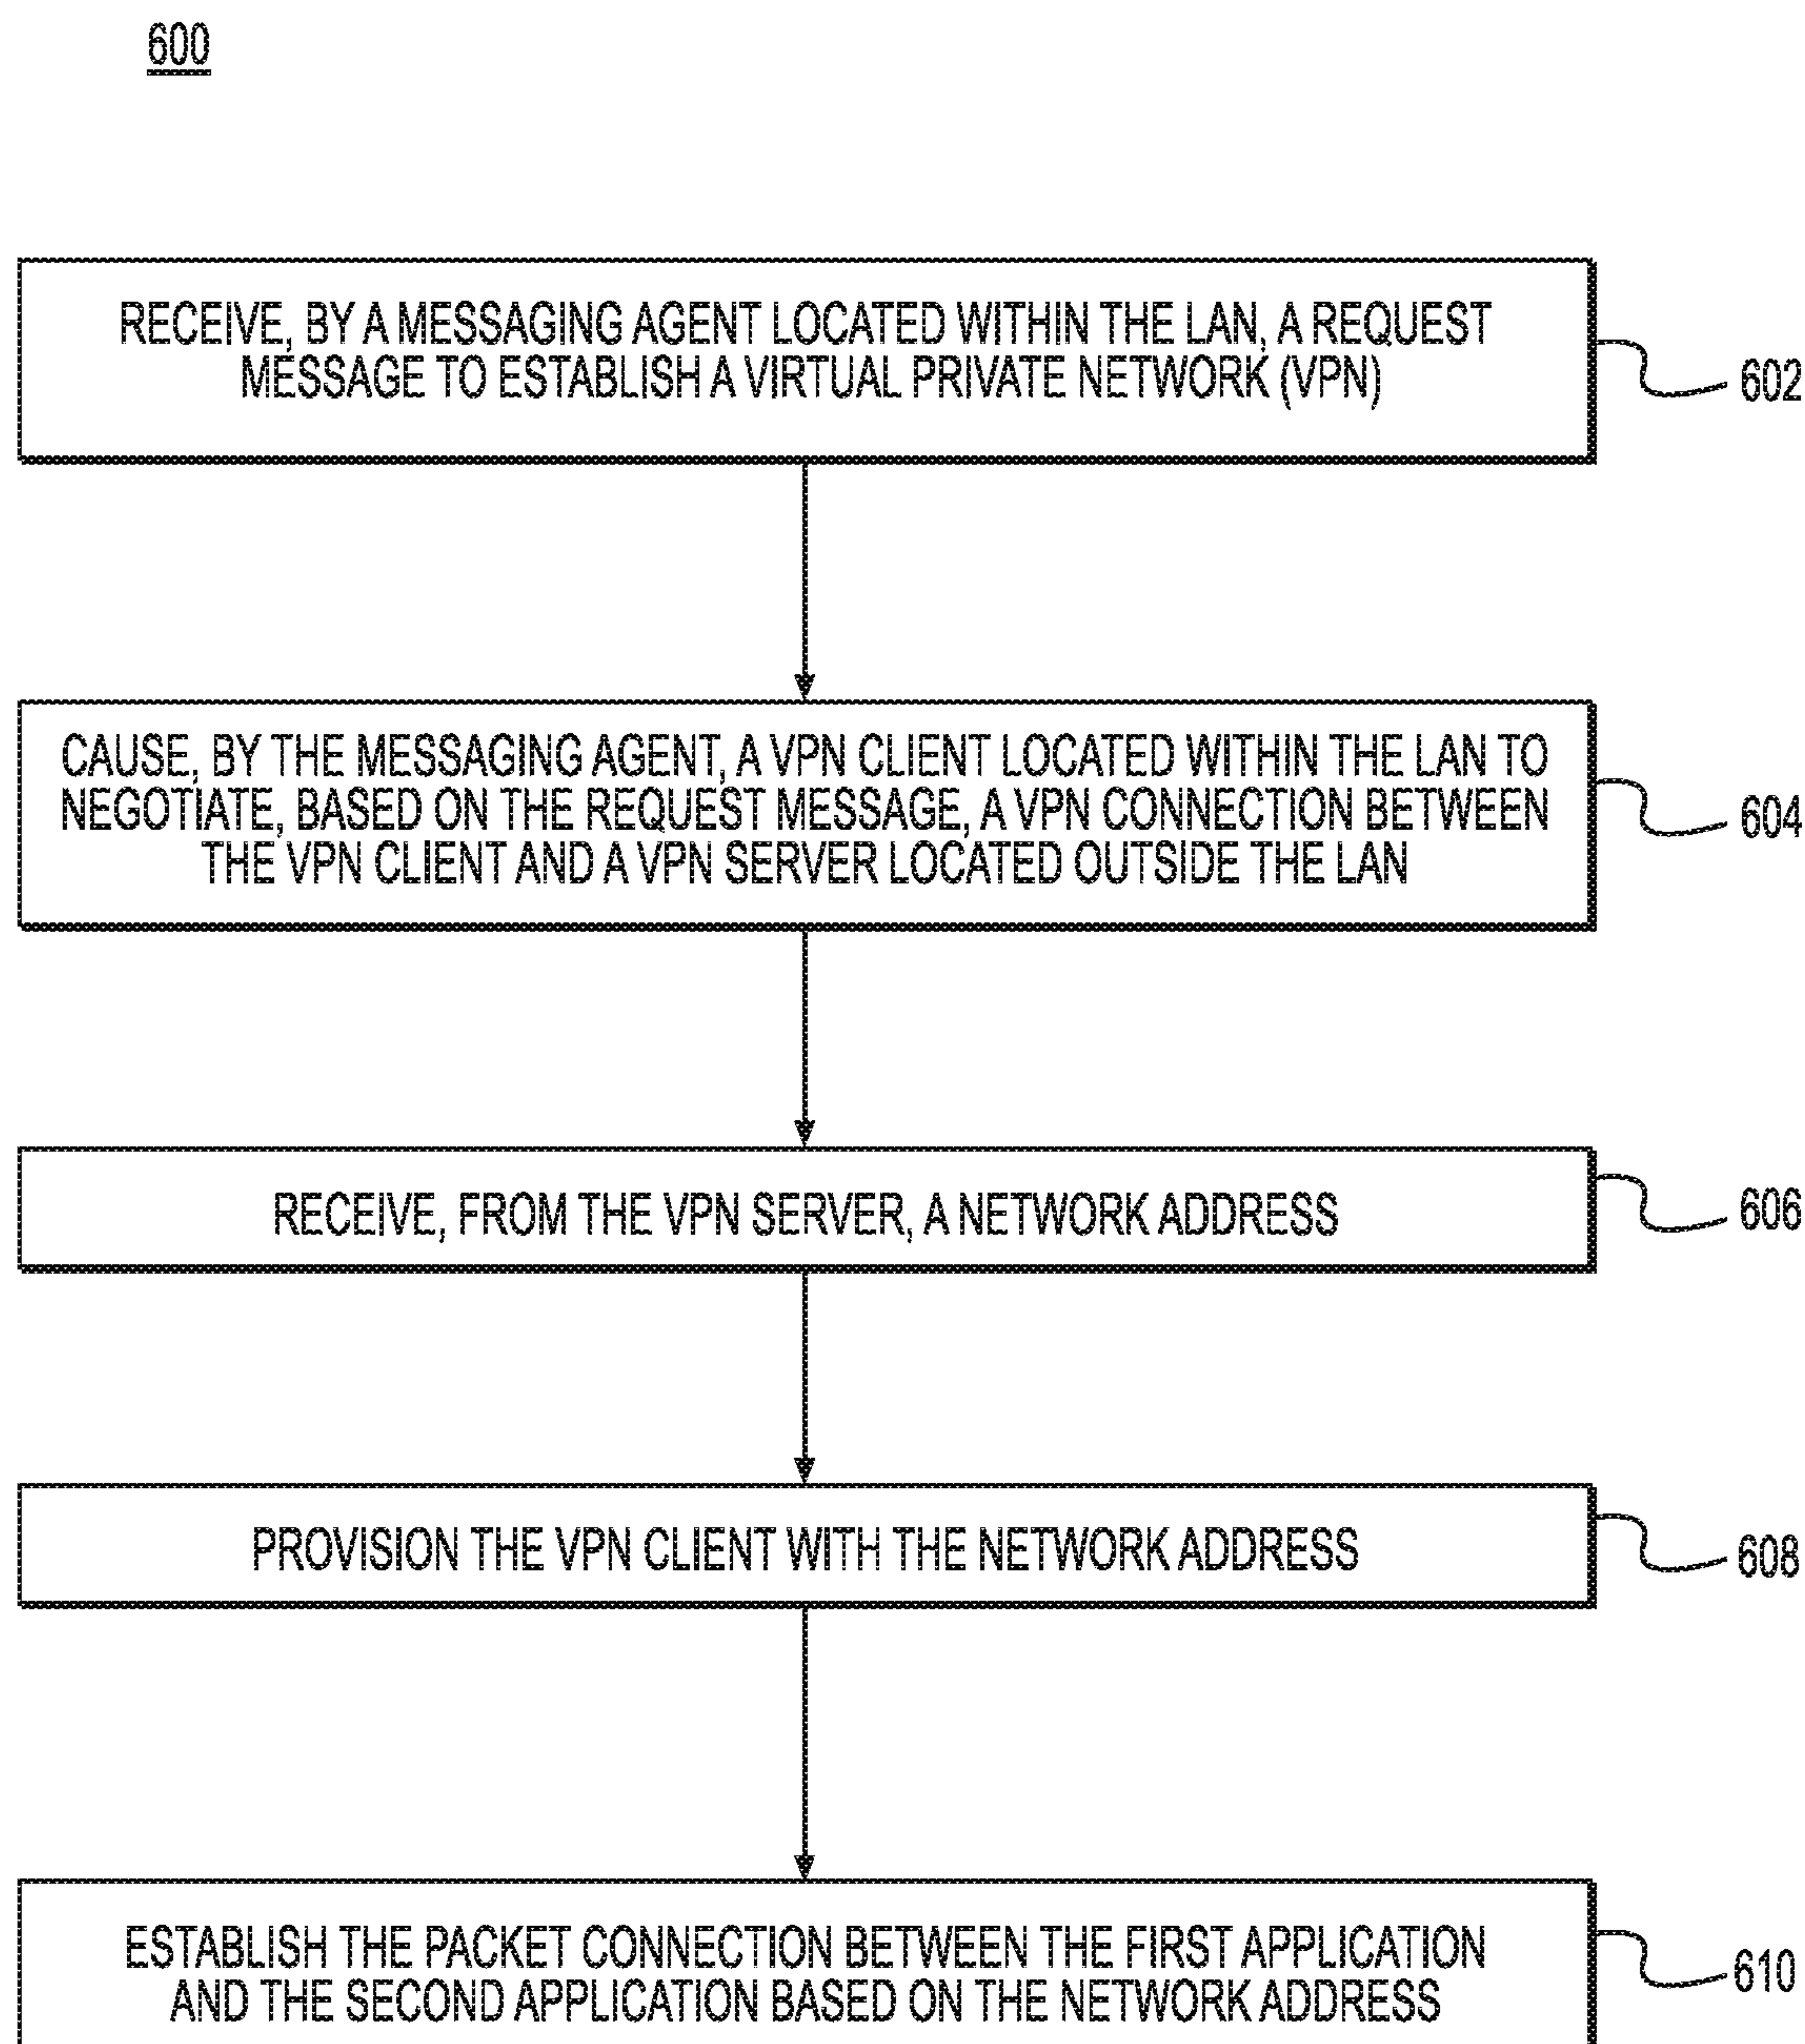 600
RECEIVE, BY A MESSAGING AGENT LOCATED WITHIN THE LAN, A REQUEST
MESSAGE TO ESTABLISH A VIRTUAL PRIVATE NETWORK (VPN)
602
CAUSE, BY THE MESSAGING AGENT, A VPN CLIENT LOCATED WITHIN THE LAN TO
NEGOTIATE, BASED ON THE REQUEST MESSAGE, A VPN CONNECTION BETWEEN
THE VPN CLIENT AND A VPN SERVER LOCATED OUTSIDE THE LAN
604
RECEIVE, FROM THE VPN SERVER, A NETWORK ADDRESS
606
PROVISION THE VPN CLIENT WITH THE NETWORK ADDRESS
608
ESTABLISH THE PACKET CONNECTION BETWEEN THE FIRST APPLICATION
AND THE SECOND APPLICATION BASED ON THE NETWORK ADDRESS
610